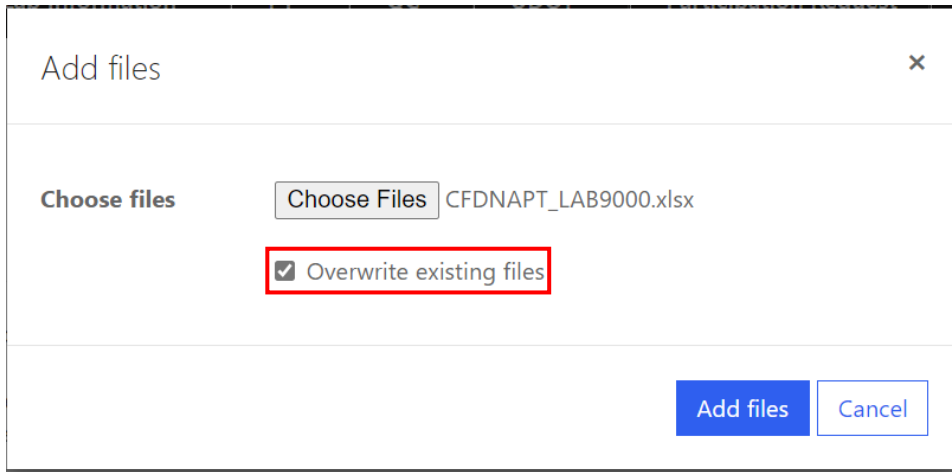 Add files ×
Choose files Choose Files CFDNAPT_LAB9000.xlsx
Overwrite existing files
Add files Cancel